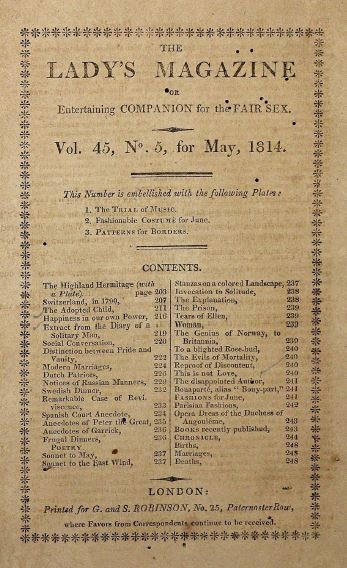 THE
LADY'S MAGAZINE
OR
Entertaining COMPANION for the FAIR SEX.
Vol. 45, No. 5, for May, 1814.
This Number is embellished with the following Plates:
1. The TRIAL of MUSIC.
2. Fashionable COSTUME for June.
3. PATTERNS for BORDERS.
CONTENTS.
The Highland Hermitage (with
a Plate), page 203
Switzerland, in 1790, 207
The Adopted Child, 211
Happiness in our own Power, 216
Extract from the Diary of a
Solitary Man, 219
Social Conversation, 220
Distinction between Pride and
Vanity, 222
Modern Marriages, 224
Dutch Patriots, 226
Notices of Russian Manners, 229
Swedish Dinner, 232
Remarkable Case of Revi-
viscence, 233
Spanish Court Anecdote, 234
Anecdotes of Peter the Great, 235
Anecdotes of Garrick, 236
Frugal Dinners, 236
POETRY.
Sonnet to May, 237
Sonnet to the East Wind, 237
Stanzas on a colored Landscape, 237
Invocation to Solitude, 238
The Explanation, 238
The Prison, 239
Tears of Ellen, 239
Woman, 239
The Genius of Norway, to
Britannia, 230
To a blighted Rose-bud, 240
The Evils of Mortality, 240
Reproof of Discontent, 240
This is not Love, 240
The disappointed Author, 241
Bonaparté, alias "Bony-part," 241
FASHIONS for JUNE, 241
Parisian Fashions, 242
Opera Dress of the Duchess of
Angoulême, 243
BOOKS recently published, 243
CHRONICLE, 244
Births, 248
Marriages, 248
Deaths, 248
LONDON:
Printed for G. and S. ROBINSON, No. 25, Paternoster Row,
where Favors from Correspondents continue to be received.